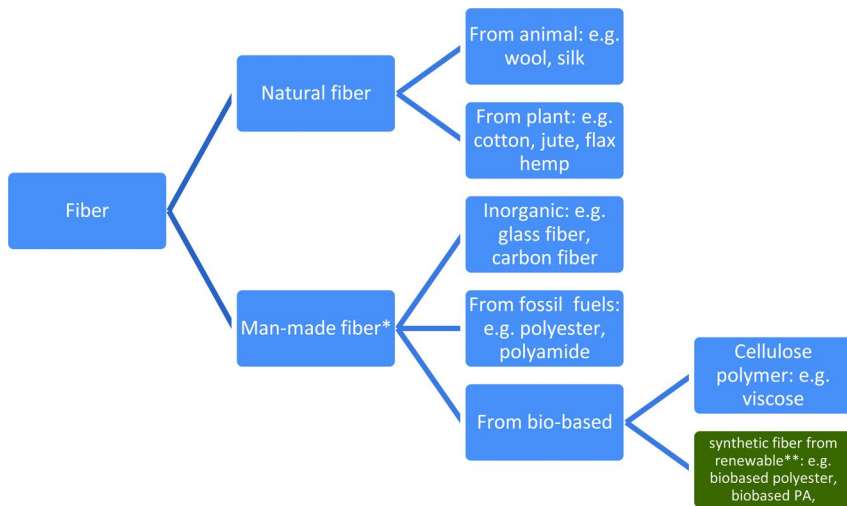 From animal: e.g.
wool, silk
Natural fiber
From plant: e.g.
cotton, jute, flax
hemp
Fiber
Inorganic: e.g.
glass fiber,
carbon fiber
Man-made fiber*
From fossil  fuels:
e.g. polyester,
polyamide
Cellulose
polymer: e.g.
viscose
From bio-based
synthetic fiber from
renewable**: e.g.
biobased polyester,
biobased PA,